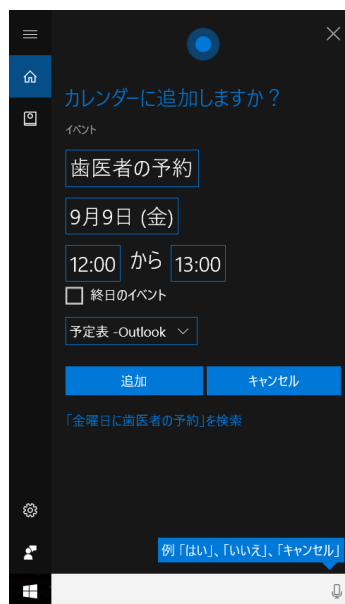 カレンダーに追加しますか？
イベント
歯医者の予約
9月9日 (金)
12:00 から 13:00
終日のイベント
予定表 -Outlook
追加 キャンセル
「金曜日に歯医者の予約」を検索
例「はい」、「いいえ」、「キャンセル」